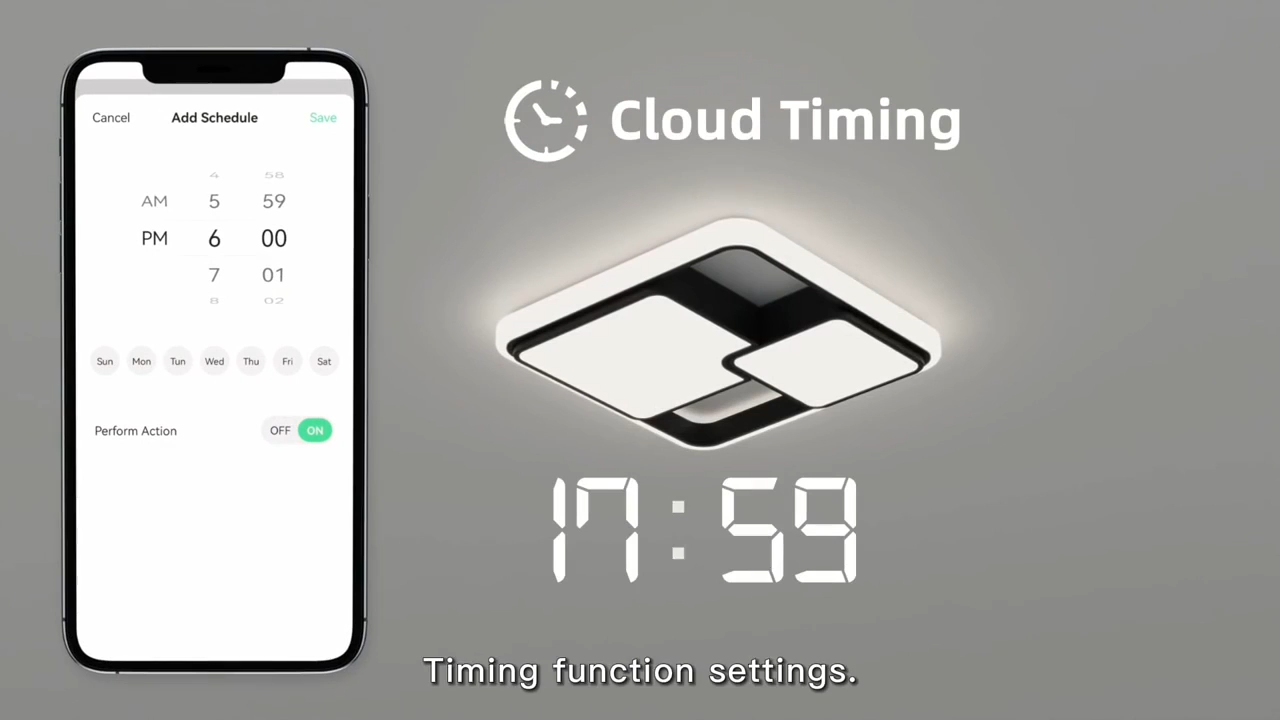 Cancel Add Schedule Save
4 58
AM 5 59
PM 6 00
7 01
8 02
Sun Mon Tun Wed Thu Fri Sat
Perform Action OFF ON
Cloud Timing
17:59
Timing function settings.